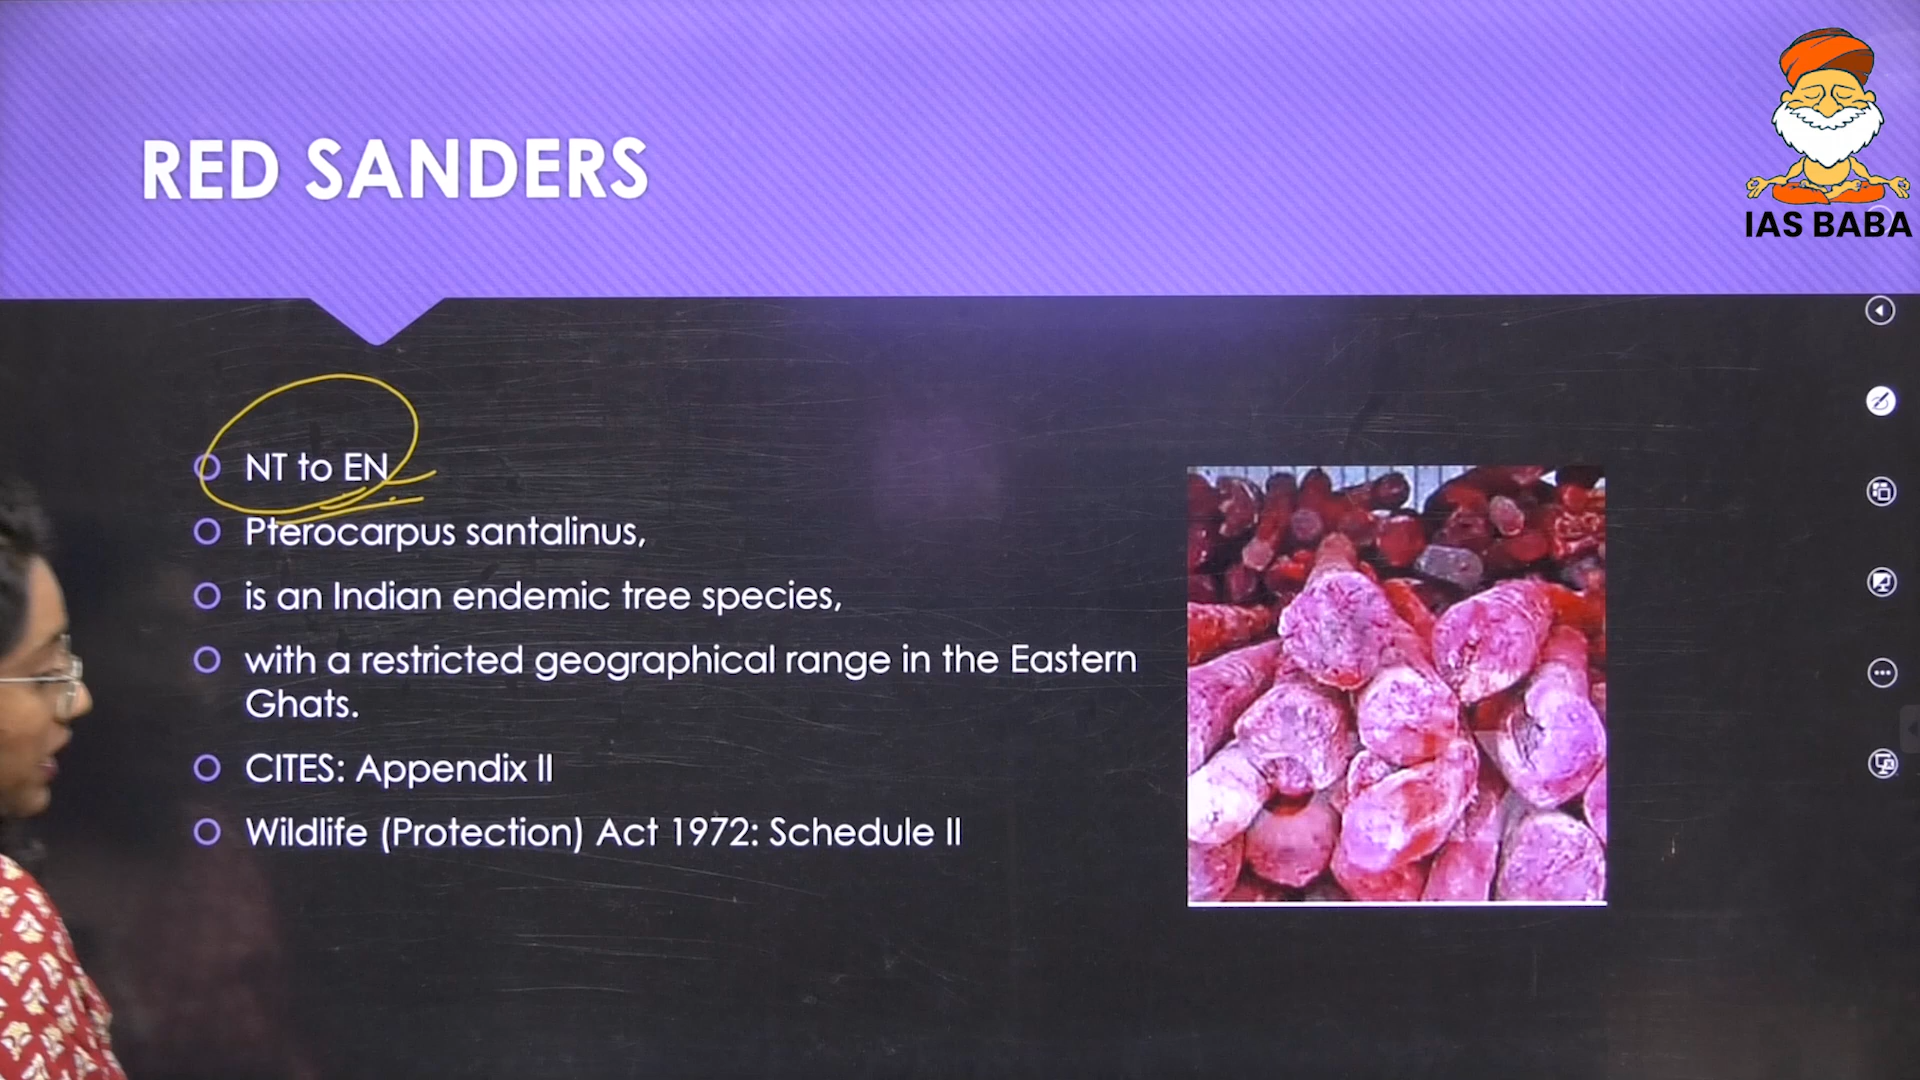 RED SANDERS
IAS BABA
NT to EN
Pterocarpus santalinus,
is an Indian endemic tree species,
with a restricted geographical range in the Eastern
Ghats.
CITES: Appendix II
Wildlife (Protection) Act 1972: Schedule II